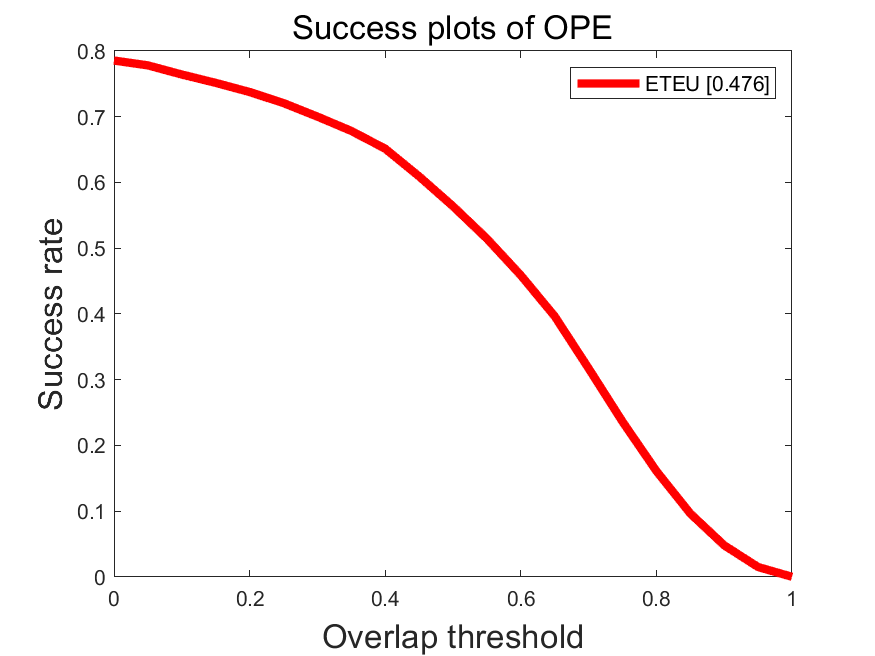 Success plots of OPE
ETEU [0.476]
Success rate
0.8
0.7
0.6
0.5
0.4
0.3
0.2
0.1
0
0 0.2 0.4 0.6 0.8 1
Overlap threshold